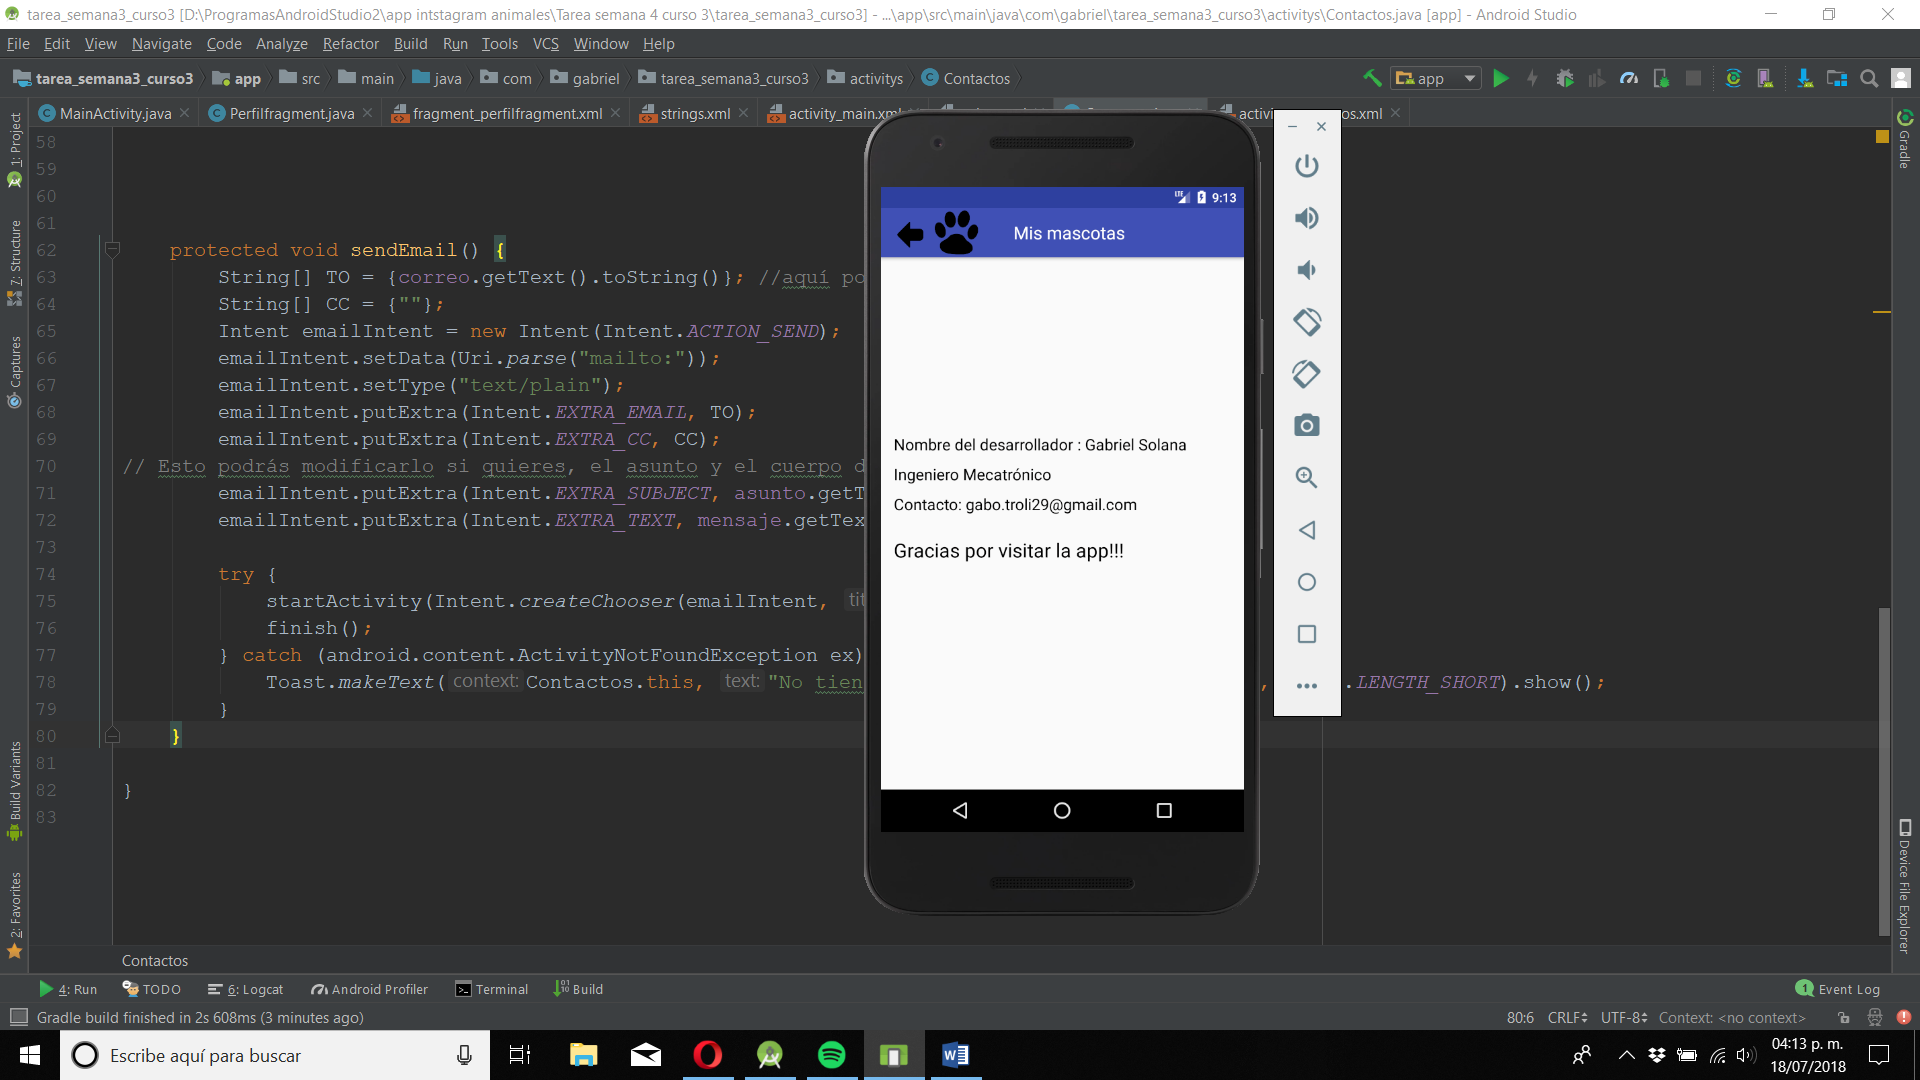 tarea_semana3_curso3 [D:\ProgramasAndroidStudio2\app intstagram animales\Tarea semana 4 curso 3\tarea_semana3_curso3] - ...\app\src\main\java\com\gabriel\tarea_semana3_curso3\activitys\Contactos.java [app] - Android Studio
File Edit View Navigate Code Analyze Refactor Build Run Tools VCS Window Help
tarea_semana3_curso3 app src main java com gabriel tarea_semana3_curso3 activitys Contactos app
MainActivity.java Perfilfragment.java fragment_perfilfragment.xml strings.xml activity_main.xml
1: Project
7: Structure
Captures
Build Variants
2: Favorites
Gradle
Device File Explorer
58
59
60
61
62 protected void sendEmail() {
63 String[] TO = {correo.getText().toString()}; //aquí
64 String[] CC = {""};
65 Intent emailIntent = new Intent(Intent.ACTION_SEND);
66 emailIntent.setData(Uri.parse("mailto:"));
67 emailIntent.setType("text/plain");
68 emailIntent.putExtra(Intent.EXTRA_EMAIL, TO);
69 emailIntent.putExtra(Intent.EXTRA_CC, CC);
70 // Esto podrás modificarlo si quieres, el asunto y el cuerpo d
71 emailIntent.putExtra(Intent.EXTRA_SUBJECT, asunto.getT
72 emailIntent.putExtra(Intent.EXTRA_TEXT, mensaje.getTex
73
74 try {
75 startActivity(Intent.createChooser(emailIntent, tit
76 finish();
77 } catch (android.content.ActivityNotFoundException ex)
78 Toast.makeText( context: Contactos.this, text: "No tien , .LENGTH_SHORT).show();
79 }
80 }
81
82 }
83
LTE 9:13
Mis mascotas
Nombre del desarrollador : Gabriel Solana
Ingeniero Mecatrónico
Contacto: gabo.troli29@gmail.com
Gracias por visitar la app!!!
Contactos
4: Run TODO 6: Logcat Android Profiler Terminal Build 1 Event Log
Gradle build finished in 2s 608ms (3 minutes ago) 80:6 CRLF UTF-8 Context: <no context>
Escribe aquí para buscar
04:13 p. m.
18/07/2018